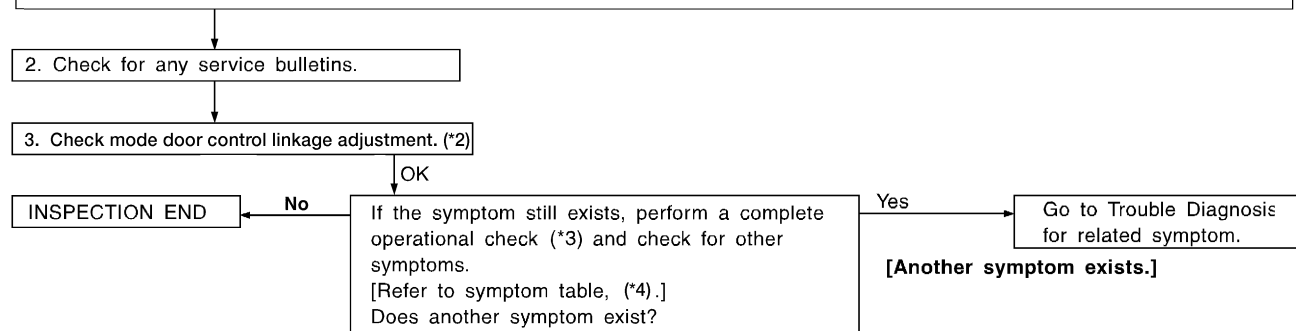 2. Check for any service bulletins.
3. Check mode door control linkage adjustment. (*2)
OK
INSPECTION END
No
If the symptom still exists, perform a complete
operational check (*3) and check for other
symptoms.
[Refer to symptom table, (*4).]
Does another symptom exist?
Yes
[Another symptom exists.]
Go to Trouble Diagnosis
for related symptom.